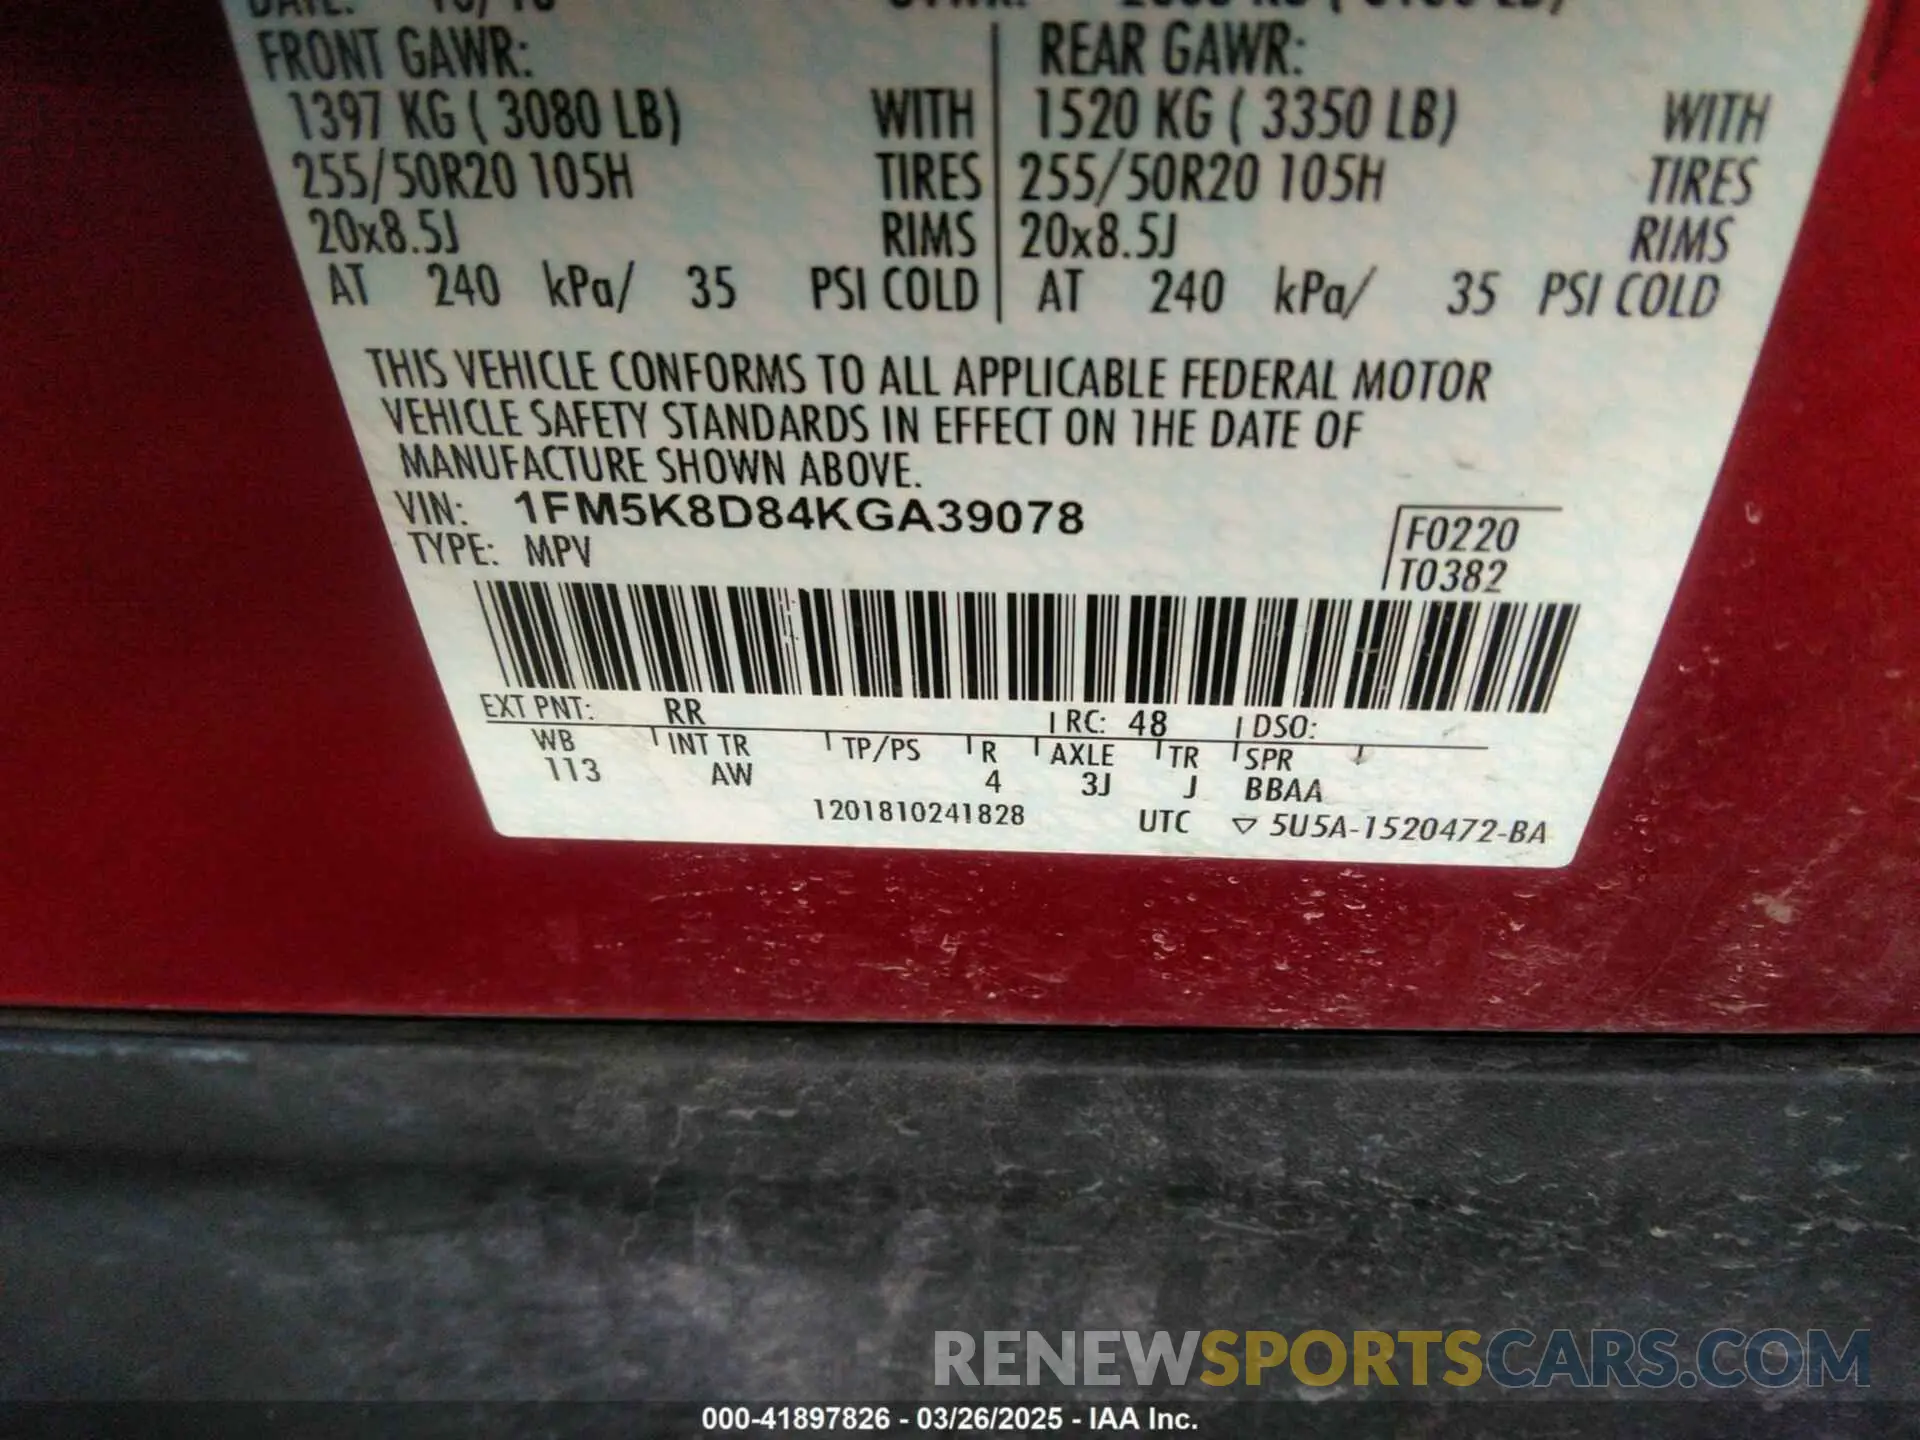 FRONT GAWR: REAR GAWR:
1397 KG ( 3080 LB) WITH 1520 KG ( 3350 LB) WITH
255/50R20 105H TIRES 255/50R20 105H TIRES
20x8.5J RIMS 20x8.5J RIMS
AT 240 kPa/ 35 PSI COLD AT 240 kPa/ 35 PSI COLD
THIS VEHICLE CONFORMS TO ALL APPLICABLE FEDERAL MOTOR
VEHICLE SAFETY STANDARDS IN EFFECT ON THE DATE OF
MANUFACTURE SHOWN ABOVE.
VIN: 1FM5K8D84KGA39078 F0220
TYPE: MPV T0382
EXT PNT: RR RC: 48 DSO:
WB INT TR TP/PS R AXLE TR SPR
113 AW 4 3J J BBAA
1201810241828 UTC ▽ 5U5A-1520472-BA
RENEWSPORTSCARS.COM
000-41897826 - 03/26/2025 - IAA Inc.